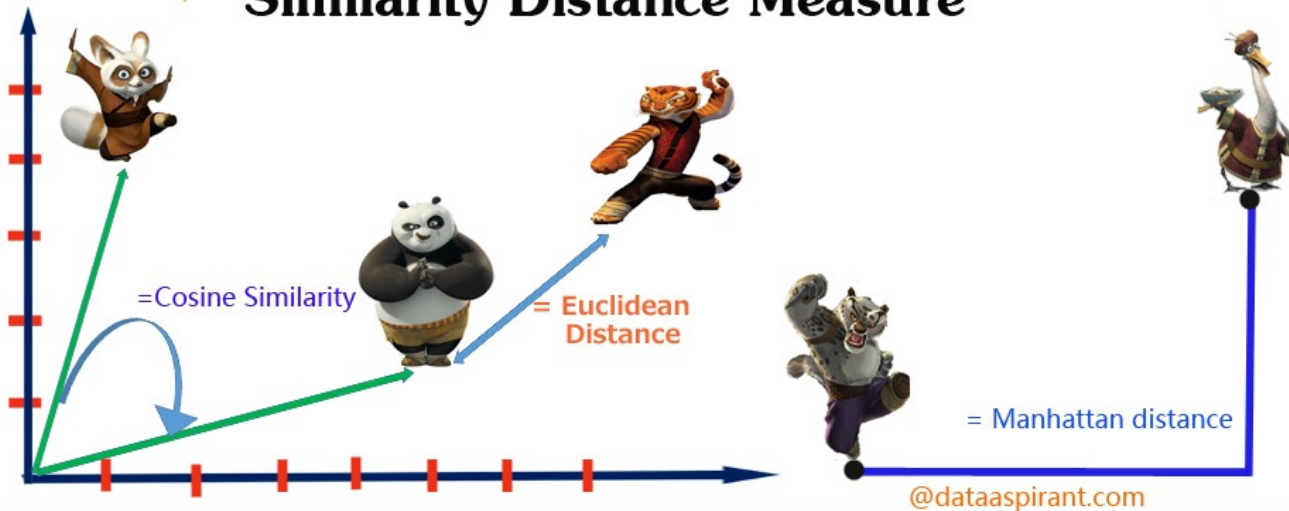 Similarity Distance Measure
=Cosine Similarity
= Euclidean
Distance
= Manhattan distance
@dataaspirant.com